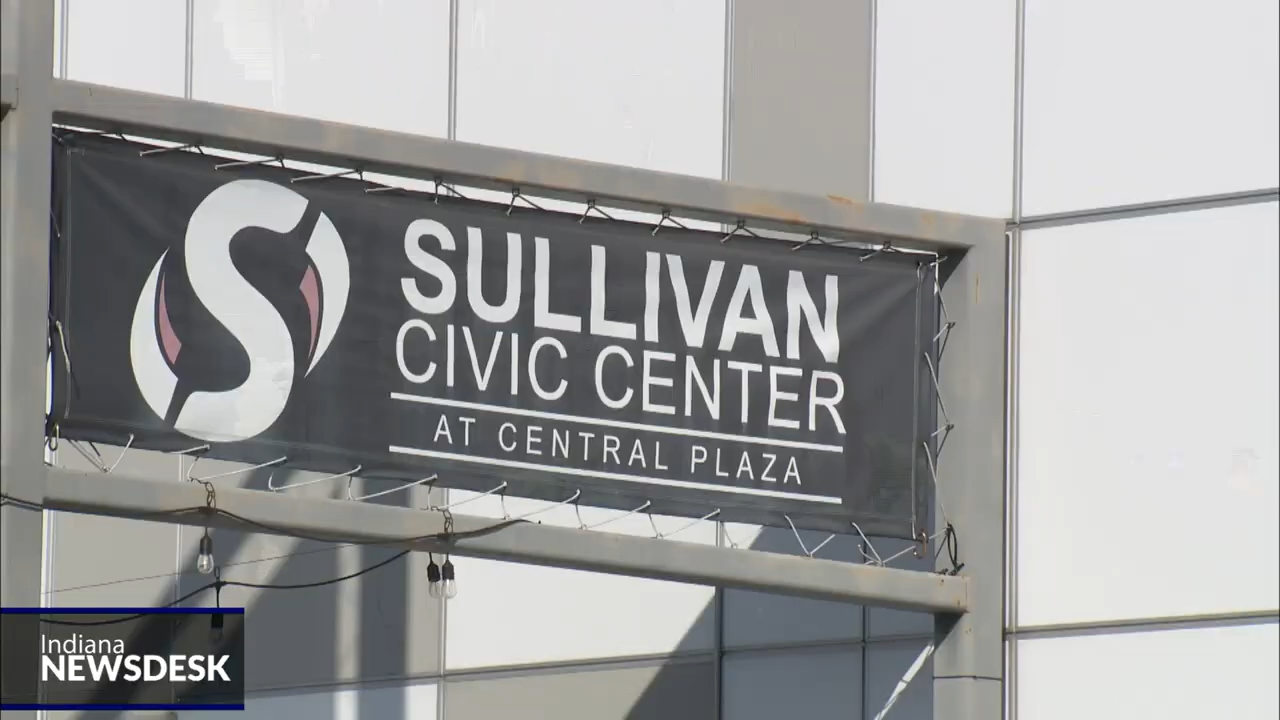 S
SULLIVAN
CIVIC CENTER
AT CENTRAL PLAZA
Indiana
NEWSDESK